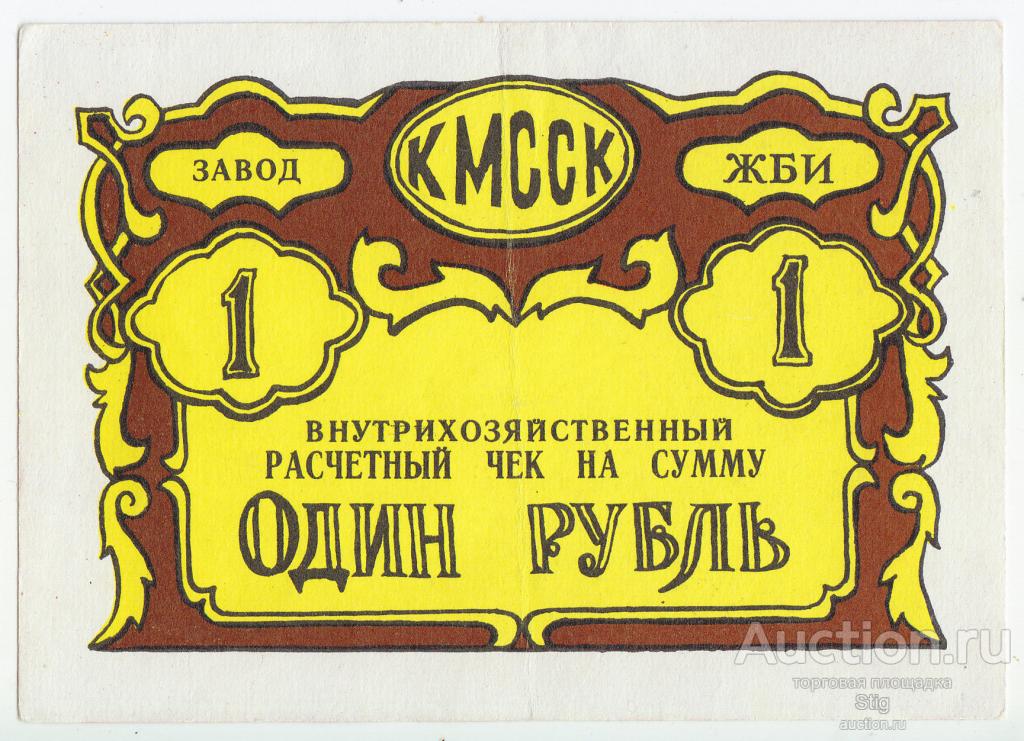 ЗАВОД
КМССК
ЖБИ
1
1
ВНУТРИХОЗЯЙСТВЕННЫЙ
РАСЧЕТНЫЙ ЧЕК НА СУММУ
ОДИН РУБЛЬ
Auction.ru
торговая площадка
Stig
auction.ru